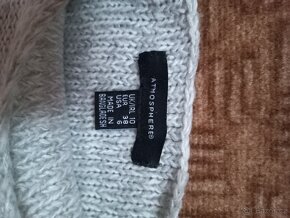 ATMOSPHERE®
UK/IRL 10
EUR 38
USA 6
MADE IN
BANGLADESH